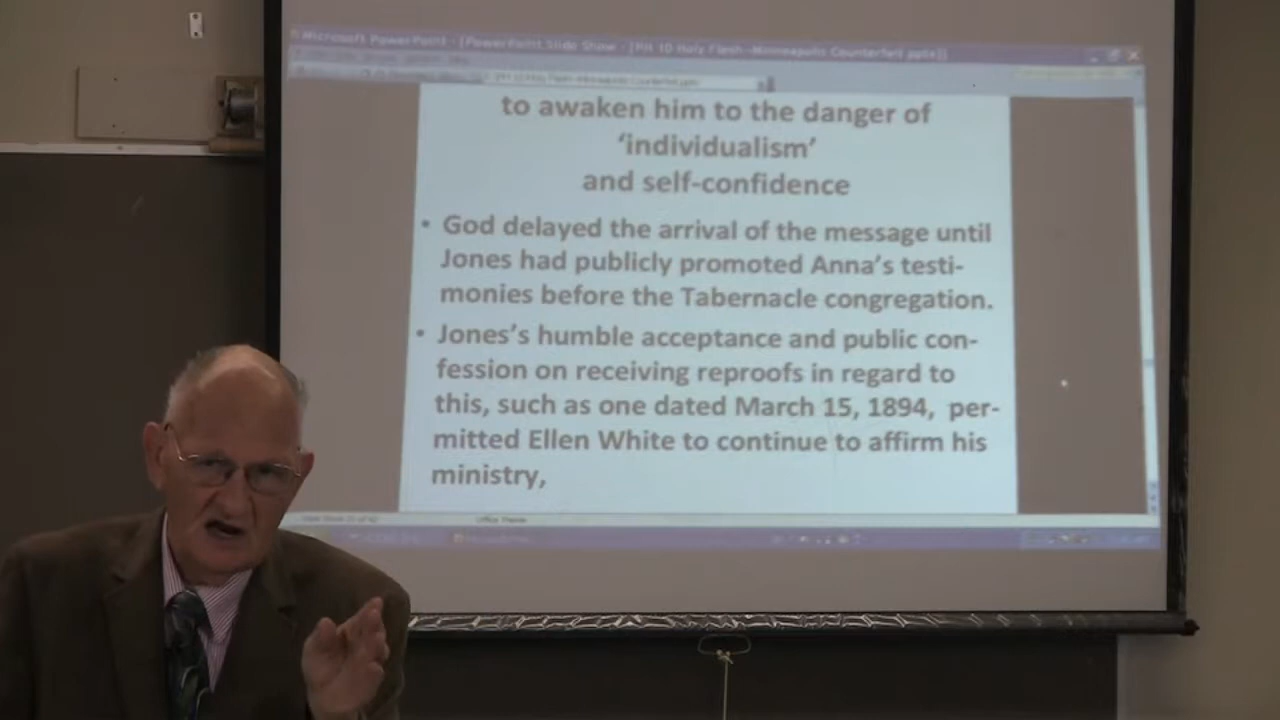 Microsoft PowerPoint - [PowerPoint Slide Show - [RH 10 Holy Flesh--Minneapolis Counterfeit.pptx]]
to awaken him to the danger of
‘individualism’
and self-confidence
• God delayed the arrival of the message until
Jones had publicly promoted Anna’s testi-
monies before the Tabernacle congregation.
• Jones’s humble acceptance and public con-
fession on receiving reproofs in regard to
this, such as one dated March 15, 1894, per-
mitted Ellen White to continue to affirm his
ministry,
Office Theme